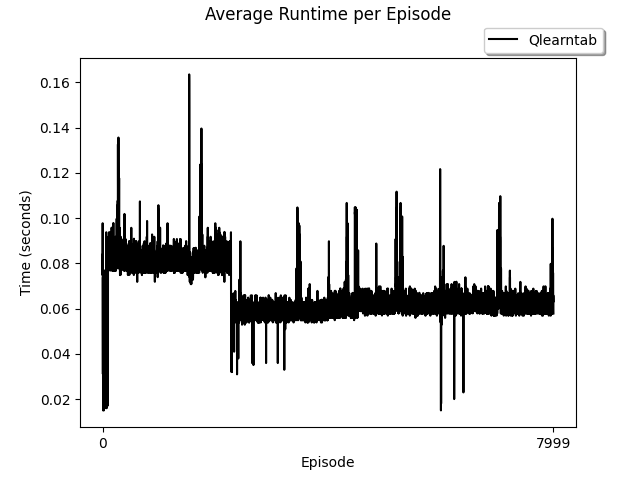 Average Runtime per Episode
Qlearntab
0.16
0.14
0.12
0.10
0.08
0.06
0.04
0.02
Time (seconds)
0
7999
Episode